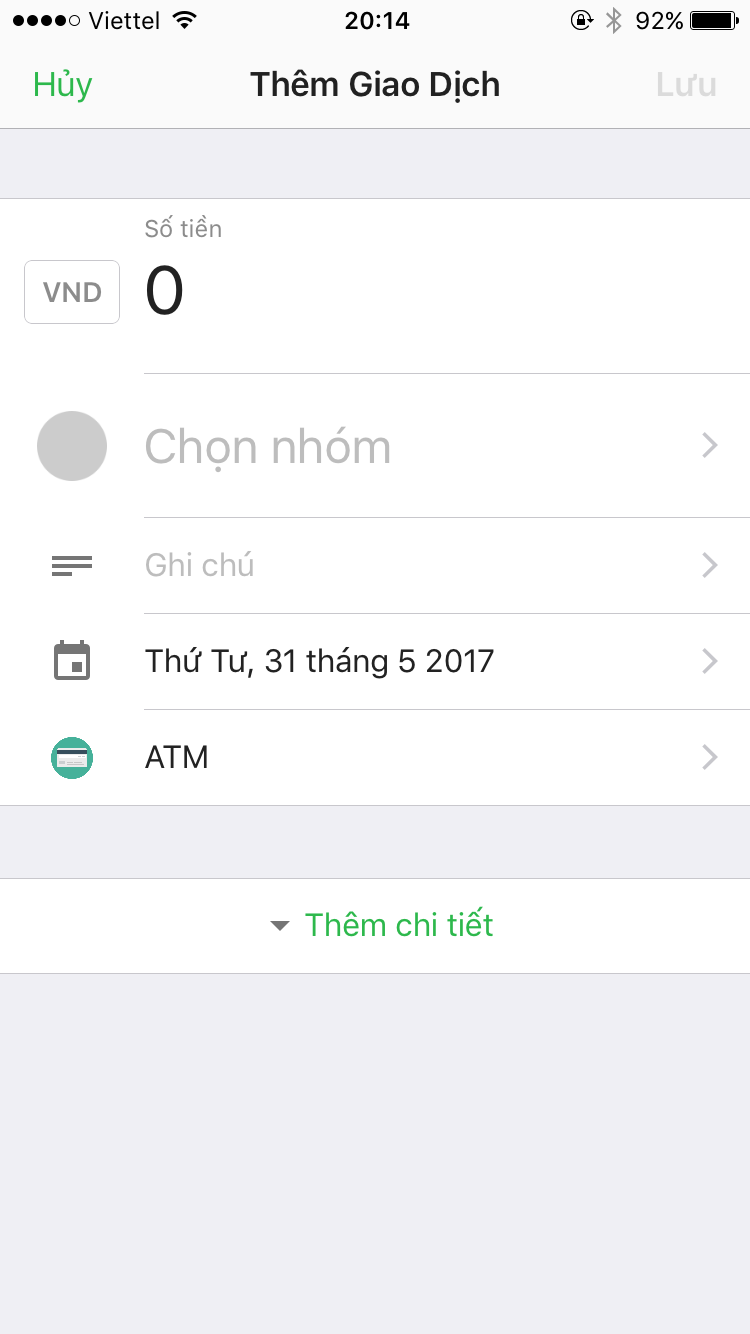 Viettel 20:14 92%
Hủy Thêm Giao Dịch Lưu
Số tiền
VND 0
Chọn nhóm
Ghi chú
Thứ Tư, 31 tháng 5 2017
ATM
Thêm chi tiết